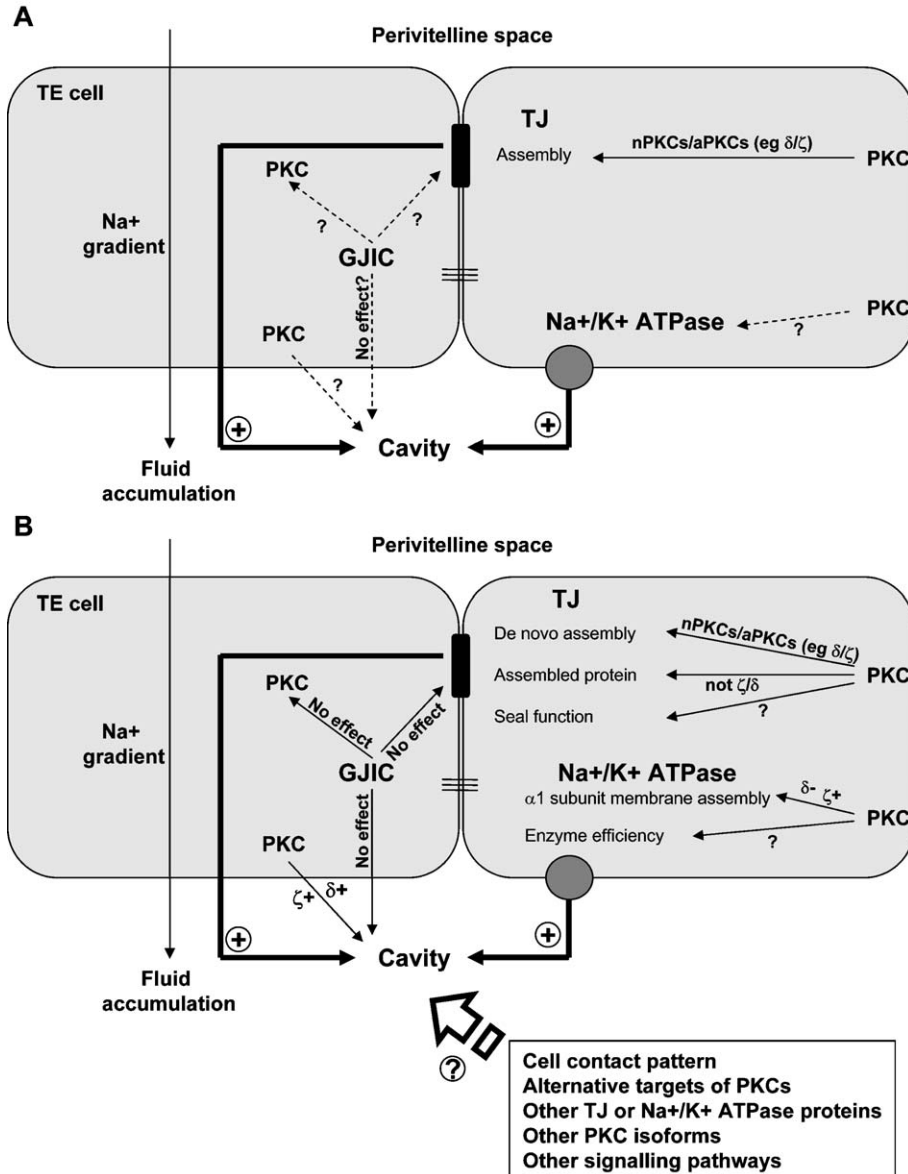 A
Perivitelline space
TE cell
TJ
Assembly
nPKCs/aPKCs (eg δ/ζ)
PKC
PKC
?
?
Na+
gradient
GJIC
No effect?
PKC
?
Na+/K+ ATPase
?
PKC
+
Cavity
+
Fluid
accumulation
B
Perivitelline space
TE cell
TJ
De novo assembly
nPKCs/aPKCs (eg δ/ζ)
Assembled protein
not ζ/δ
PKC
Seal function
?
PKC
No effect
No effect
Na+
gradient
GJIC
No effect
Na+/K+ ATPase
α1 subunit membrane assembly
δ- ζ+
PKC
Enzyme efficiency
?
PKC
ζ+ δ+
+
Cavity
+
Fluid
accumulation
?
Cell contact pattern
Alternative targets of PKCs
Other TJ or Na+/K+ ATPase proteins
Other PKC isoforms
Other signalling pathways